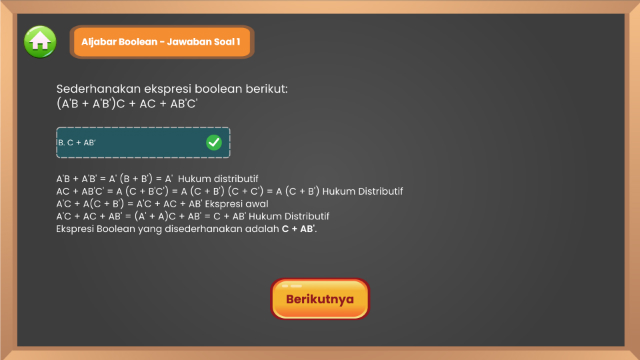 Aljabar Boolean - Jawaban Soal 1
Sederhanakan ekspresi boolean berikut:
(A'B + A'B')C + AC + AB'C'
B. C + AB'
A'B + A'B' = A' (B + B') = A' Hukum distributif
AC + AB'C' = A (C + B'C') = A (C + B') (C + C') = A (C + B') Hukum Distributif
A'C + A(C + B') = A'C + AC + AB' Ekspresi awal
A'C + AC + AB' = (A' + A)C + AB' = C + AB' Hukum Distributif
Ekspresi Boolean yang disederhanakan adalah C + AB'.
Berikutnya